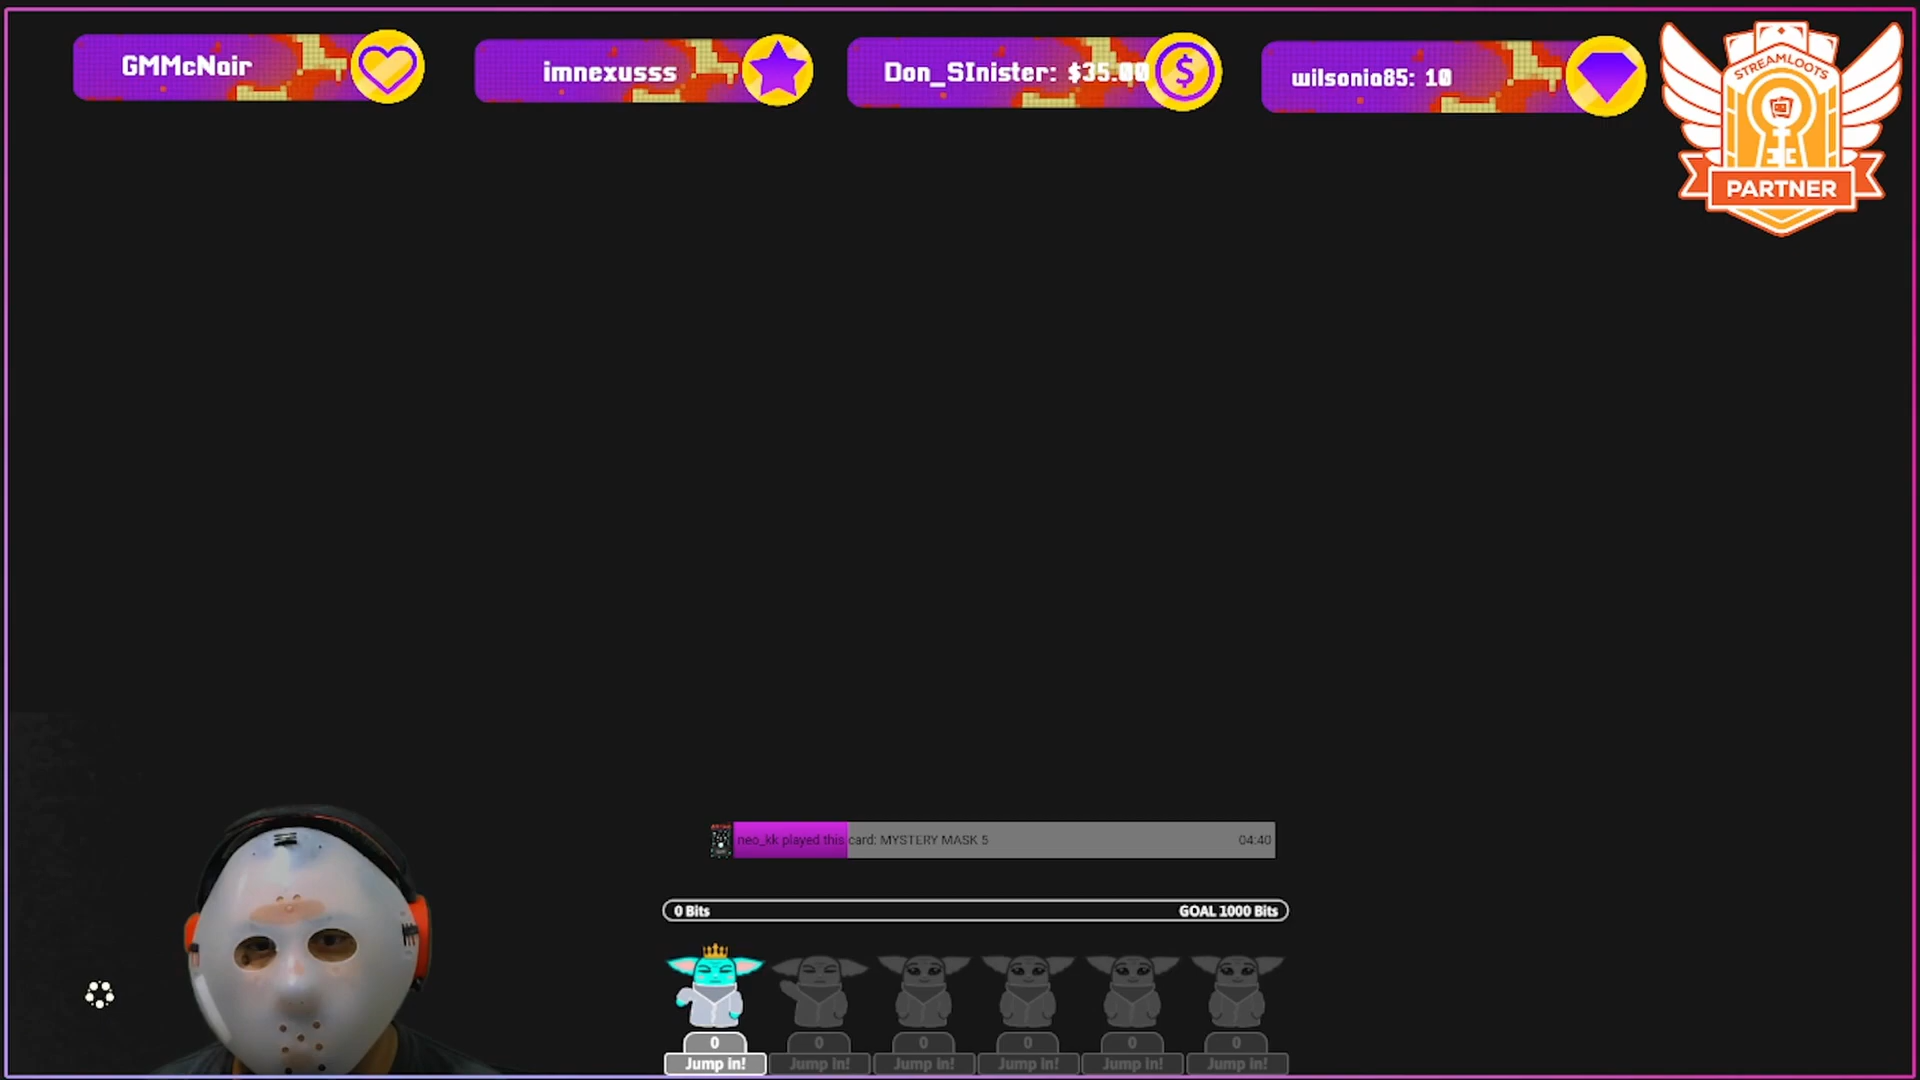 GMMcNair
imnexusss
Don_SInister: $35.00
wilsonia85: 10
STREAMLOOTS
PARTNER
neo_kk played this card: MYSTERY MASK 5
04:40
0 Bits
GOAL 1000 Bits
0
0
0
0
0
0
Jump in!
Jump in!
Jump in!
Jump in!
Jump in!
Jump in!